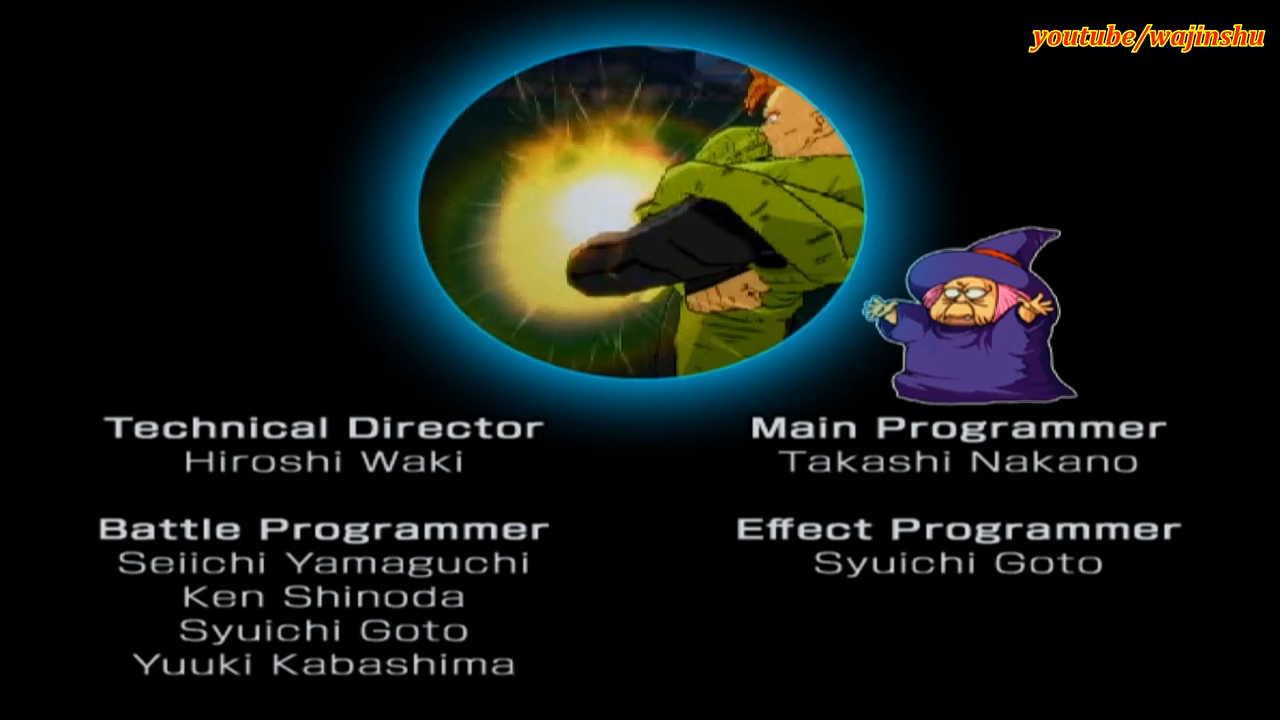 youtube/wajinshu
Technical Director
Hiroshi Waki
Main Programmer
Takashi Nakano
Battle Programmer
Seiichi Yamaguchi
Ken Shinoda
Syuichi Goto
Yuuki Kabashima
Effect Programmer
Syuichi Goto